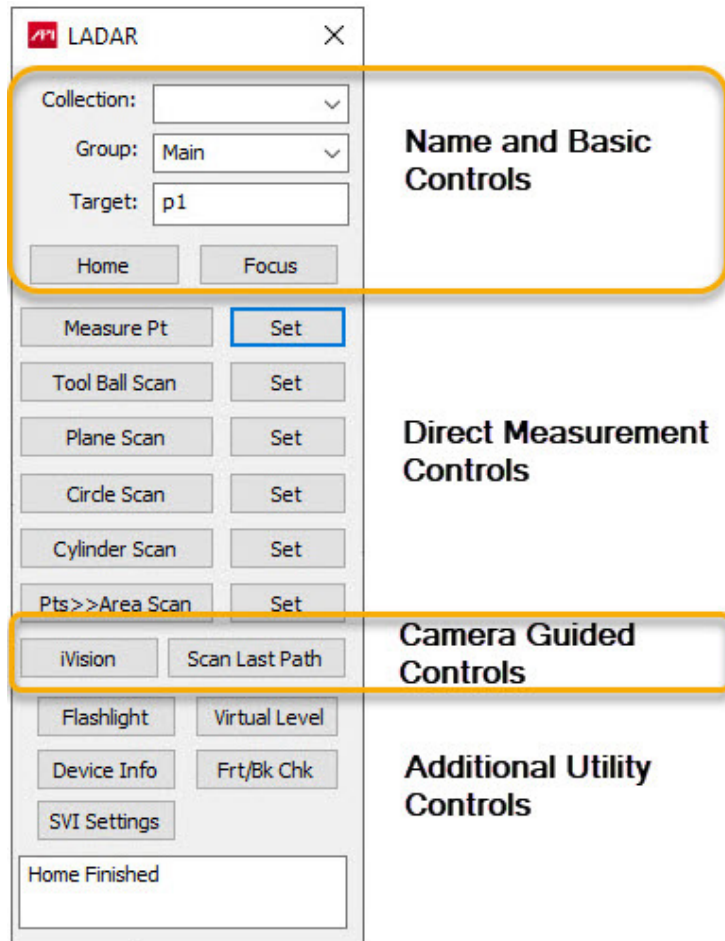 API LADAR
Collection:
Name and Basic
Controls
Group: Main
Target: p1
Home Focus
Measure Pt Set
Tool Ball Scan Set
Plane Scan Set
Direct Measurement
Controls
Circle Scan Set
Cylinder Scan Set
Pts>>Area Scan Set
iVision Scan Last Path
Camera Guided
Controls
Flashlight Virtual Level
Device Info Frt/Bk Chk
Additional Utility
Controls
SVI Settings
Home Finished